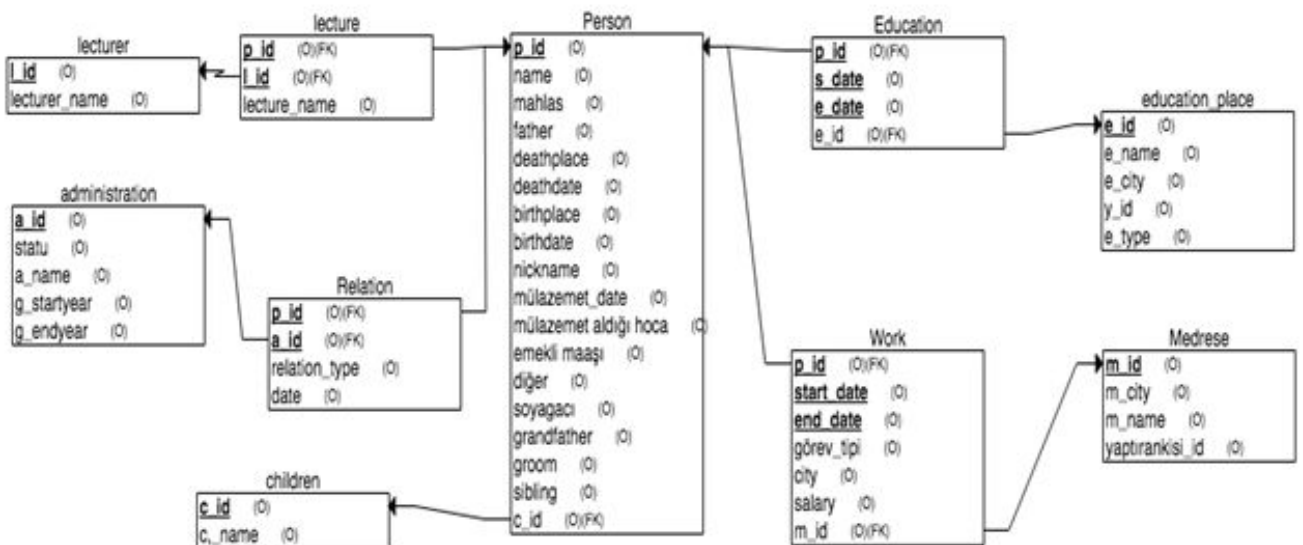 lecturer
l_id (O)
lecturer_name (O)
lecture
p_id (O)(FK)
l_id (O)(FK)
lecture_name (O)
administration
a_id (O)
statu (O)
a_name (O)
g_startyear (O)
g_endyear (O)
Relation
p_id (O)(FK)
a_id (O)(FK)
relation_type (O)
date (O)
children
c_id (O)
c,_name (O)
Person
p_id (O)
name (O)
mahlas (O)
father (O)
deathplace (O)
deathdate (O)
birthplace (O)
birthdate (O)
nickname (O)
mülazemet_date (O)
mülazemet aldığı hoca (O)
emekli maaşı (O)
diğer (O)
soyagacı (O)
grandfather (O)
groom (O)
sibling (O)
c_id (O)(FK)
Education
p_id (O)(FK)
s_date (O)
e_date (O)
e_id (O)(FK)
education_place
e_id (O)
e_name (O)
e_city (O)
y_id (O)
e_type (O)
Work
p_id (O)(FK)
start_date (O)
end_date (O)
görev_tipi (O)
city (O)
salary (O)
m_id (O)(FK)
Medrese
m_id (O)
m_city (O)
m_name (O)
yaptırankisi_id (O)